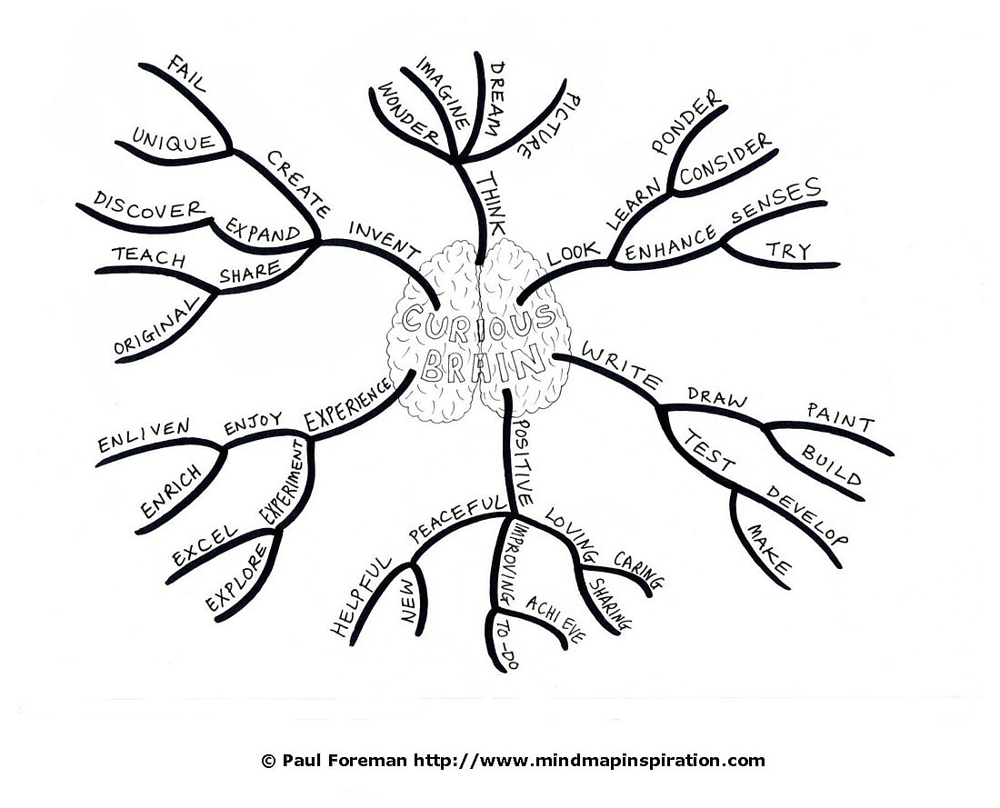 FAIL
UNIQUE
CREATE
DISCOVER
EXPAND
TEACH
SHARE
ORIGINAL
INVENT
WONDER
IMAGINE
DREAM
PICTURE
THINK
PONDER
CONSIDER
LEARN
LOOK
ENHANCE
SENSES
TRY
CURIOUS
BRAIN
WRITE
DRAW
PAINT
BUILD
TEST
DEVELOP
MAKE
EXPERIENCE
ENJOY
ENLIVEN
ENRICH
EXPERIMENT
EXCEL
EXPLORE
POSITIVE
PEACEFUL
HELPFUL
NEW
IMPROVING
ACHIEVE
TO-DO
LOVING
CARING
SHARING
© Paul Foreman http://www.mindmapinspiration.com